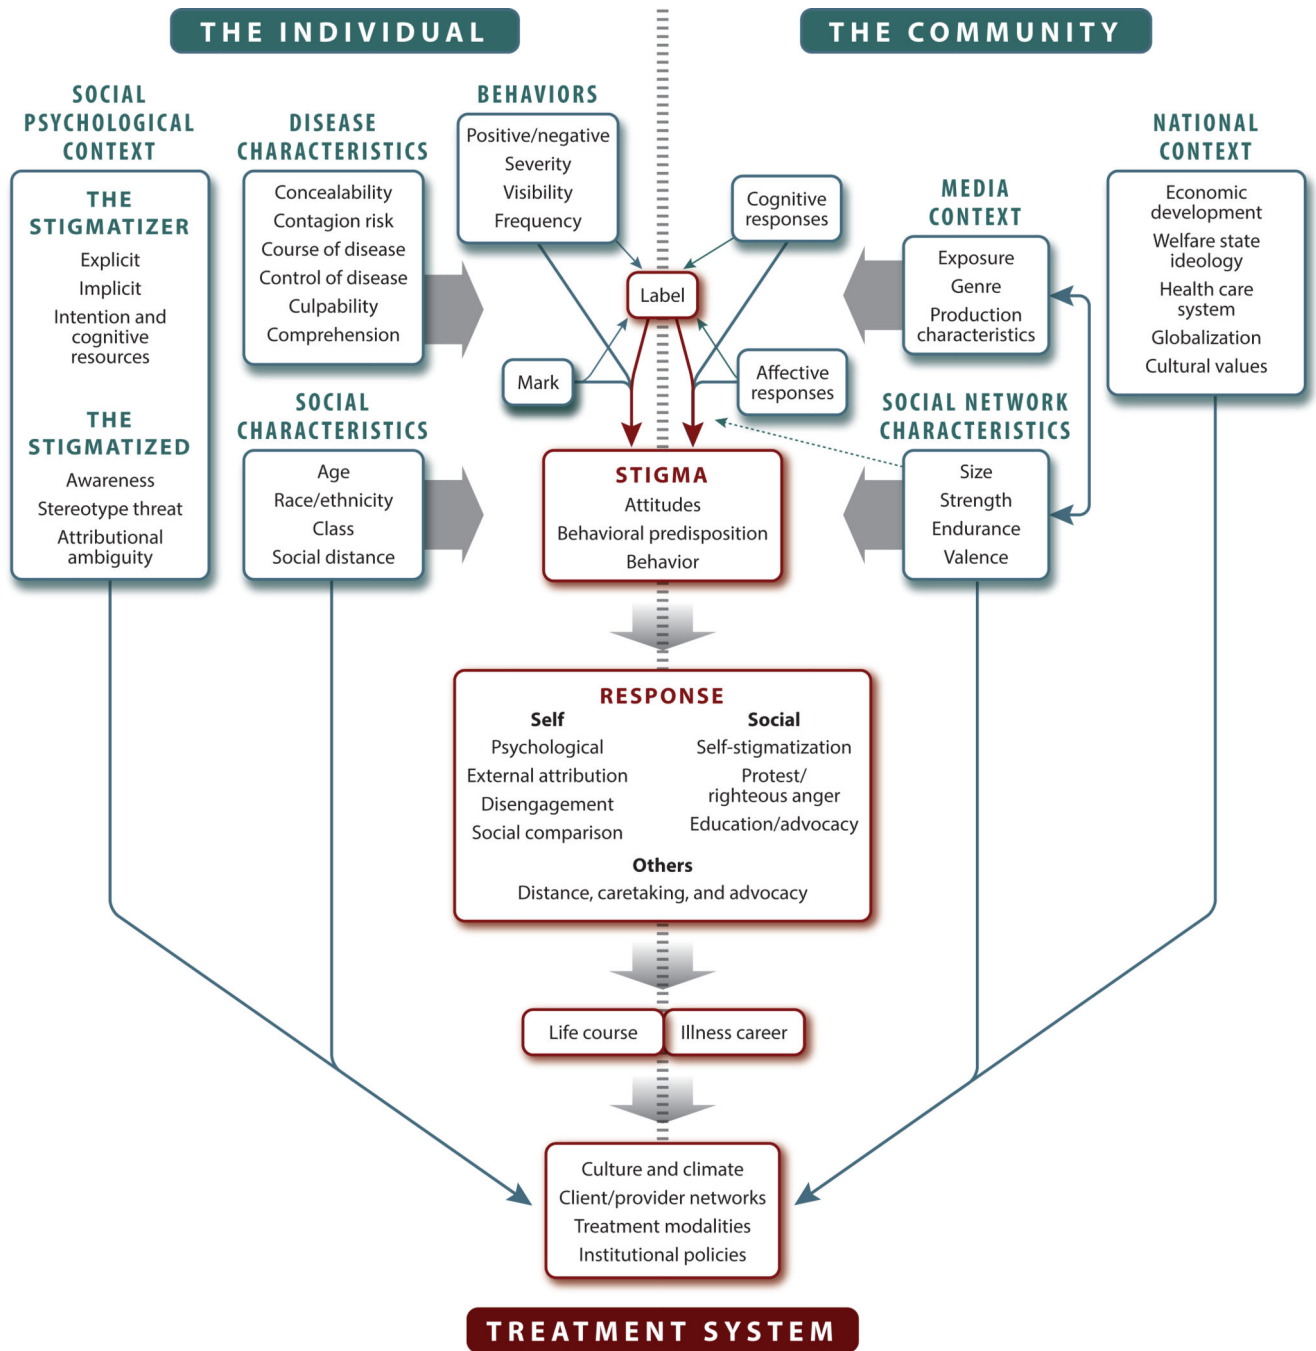 THE INDIVIDUAL
THE COMMUNITY
SOCIAL
PSYCHOLOGICAL
CONTEXT
THE
STIGMATIZER
Explicit
Implicit
Intention and
cognitive
resources
THE
STIGMATIZED
Awareness
Stereotype threat
Attributional
ambiguity
DISEASE
CHARACTERISTICS
Concealability
Contagion risk
Course of disease
Control of disease
Culpability
Comprehension
SOCIAL
CHARACTERISTICS
Age
Race/ethnicity
Class
Social distance
BEHAVIORS
Positive/negative
Severity
Visibility
Frequency
Cognitive
responses
Label
Mark
Affective
responses
MEDIA
CONTEXT
Exposure
Genre
Production
characteristics
SOCIAL NETWORK
CHARACTERISTICS
Size
Strength
Endurance
Valence
NATIONAL
CONTEXT
Economic
development
Welfare state
ideology
Health care
system
Globalization
Cultural values
STIGMA
Attitudes
Behavioral predisposition
Behavior
RESPONSE
Self
Psychological
External attribution
Disengagement
Social comparison
Social
Self-stigmatization
Protest/
righteous anger
Education/advocacy
Others
Distance, caretaking, and advocacy
Life course
Illness career
Culture and climate
Client/provider networks
Treatment modalities
Institutional policies
TREATMENT SYSTEM